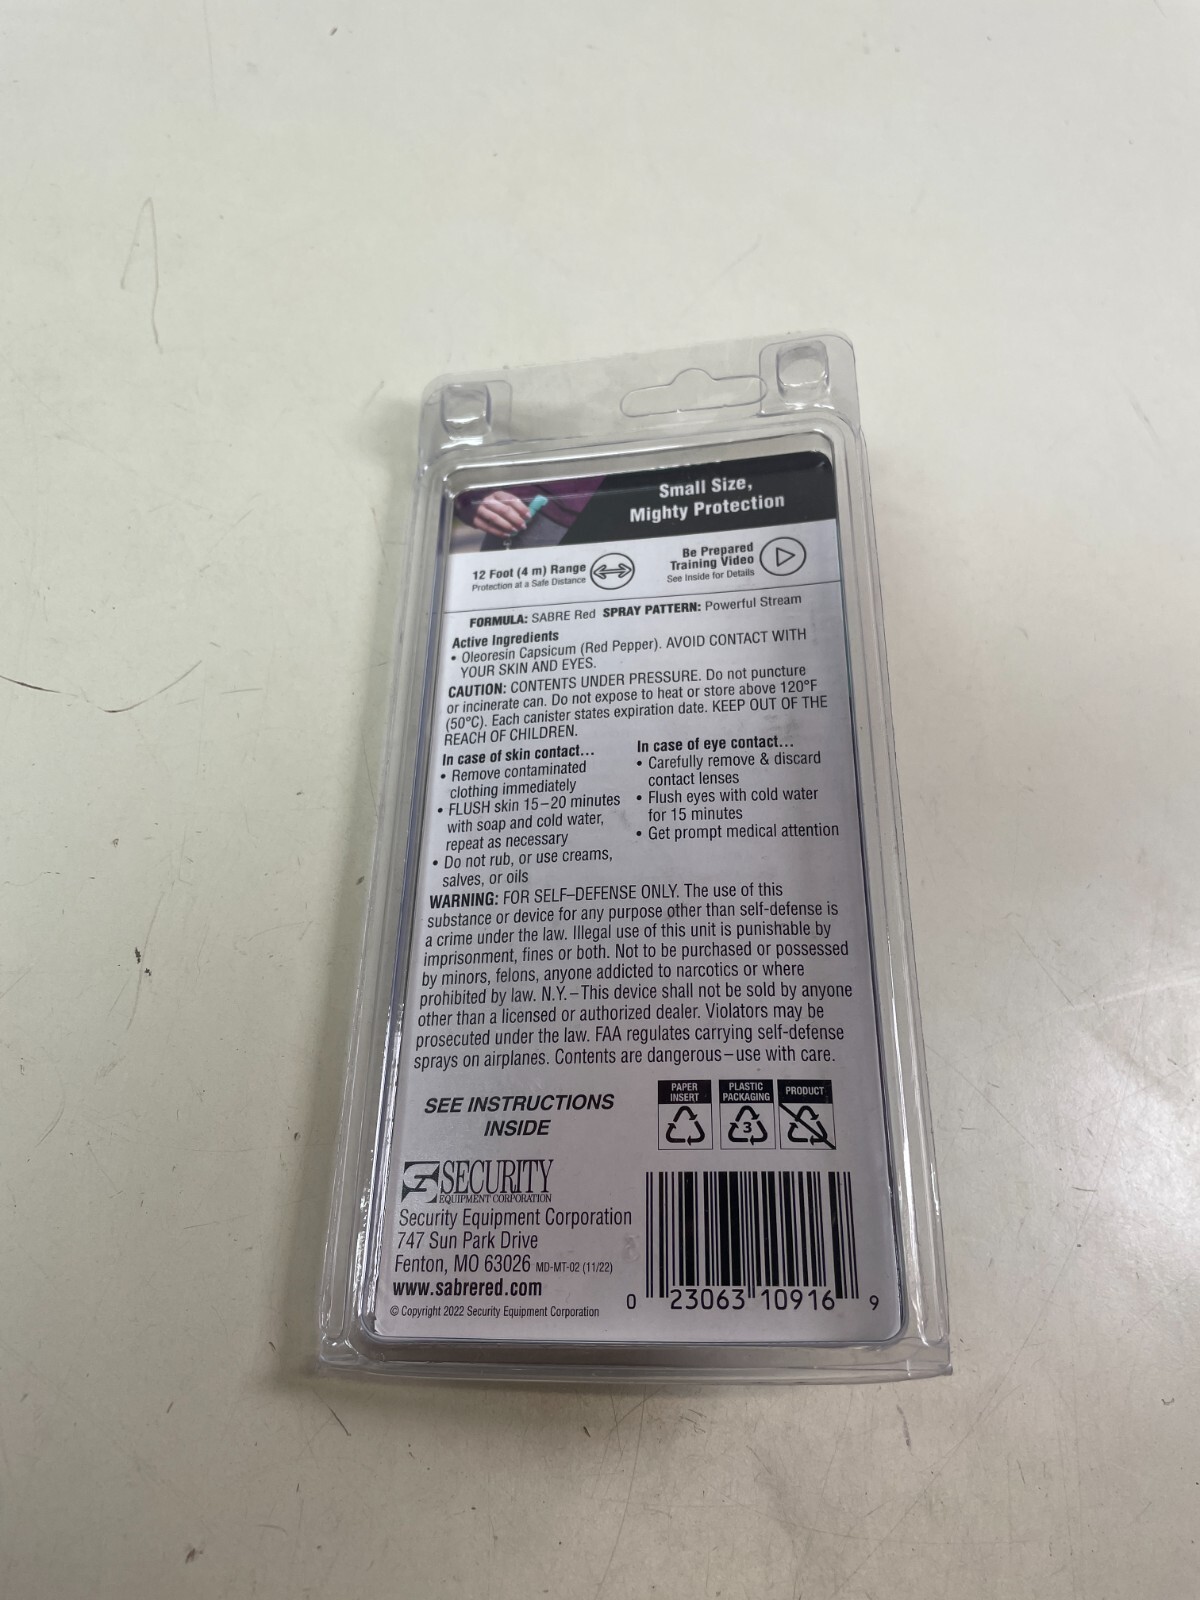 Small Size,
Mighty Protection
12 Foot (4 m) Range
Protection at a Safe Distance
Be Prepared
Training Video
See Inside for Details
FORMULA: SABRE Red SPRAY PATTERN: Powerful Stream
Active Ingredients
• Oleoresin Capsicum (Red Pepper). AVOID CONTACT WITH
YOUR SKIN AND EYES.
CAUTION: CONTENTS UNDER PRESSURE. Do not puncture
or incinerate can. Do not expose to heat or store above 120°F
(50°C). Each canister states expiration date. KEEP OUT OF THE
REACH OF CHILDREN.
In case of skin contact...
• Remove contaminated
clothing immediately
• FLUSH skin 15–20 minutes
with soap and cold water,
repeat as necessary
• Do not rub, or use creams,
salves, or oils
In case of eye contact...
• Carefully remove & discard
contact lenses
• Flush eyes with cold water
for 15 minutes
• Get prompt medical attention
WARNING: FOR SELF–DEFENSE ONLY. The use of this
substance or device for any purpose other than self-defense is
a crime under the law. Illegal use of this unit is punishable by
imprisonment, fines or both. Not to be purchased or possessed
by minors, felons, anyone addicted to narcotics or where
prohibited by law. N.Y.–This device shall not be sold by anyone
other than a licensed or authorized dealer. Violators may be
prosecuted under the law. FAA regulates carrying self-defense
sprays on airplanes. Contents are dangerous–use with care.
SEE INSTRUCTIONS
INSIDE
PAPER
INSERT
PLASTIC
PACKAGING
3
PRODUCT
SECURITY
EQUIPMENT CORPORATION
Security Equipment Corporation
747 Sun Park Drive
Fenton, MO 63026 MD-MT-02 (11/22)
www.sabrered.com
© Copyright 2022 Security Equipment Corporation
0 23063 10916 9